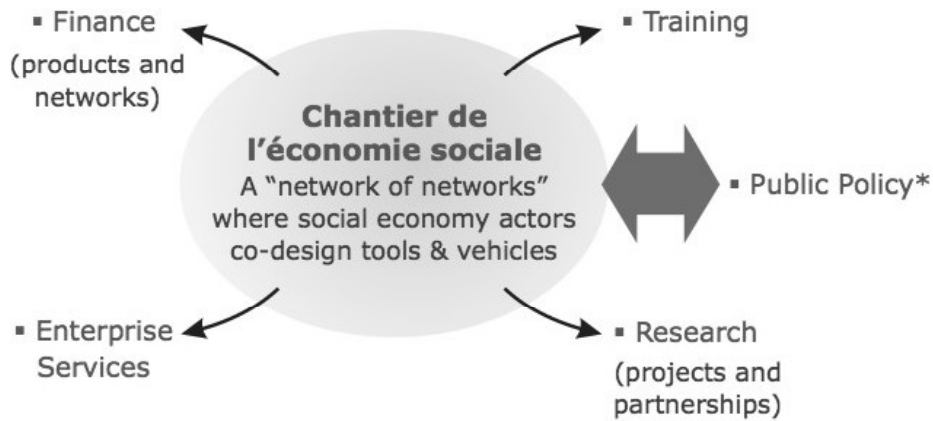 ▪ Finance
(products and
networks)
▪ Training
Chantier de
l’économie sociale
A “network of networks”
where social economy actors
co-design tools & vehicles
▪ Public Policy*
▪ Enterprise
Services
▪ Research
(projects and
partnerships)